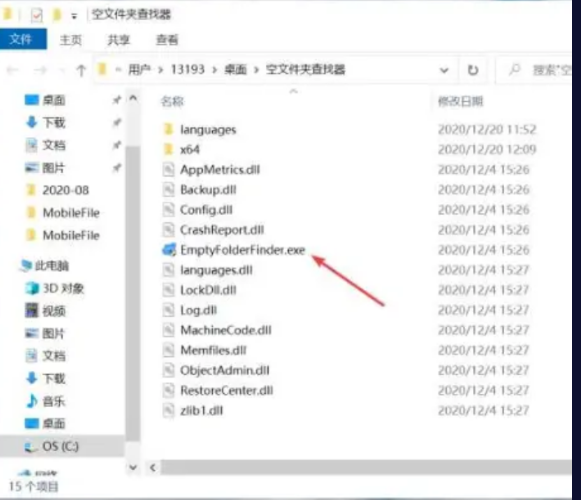 空文件夹查找器
文件 主页 共享 查看
用户 > 13193 > 桌面 > 空文件夹查找器
搜索"空
名称 修改日期
桌面
下载
文档
图片
2020-08
MobileFile
MobileFile
此电脑
3D 对象
视频
图片
文档
下载
音乐
桌面
OS (C:)
languages 2020/12/20 11:52
x64 2020/12/20 12:09
AppMetrics.dll 2020/12/4 15:26
Backup.dll 2020/12/4 15:26
Config.dll 2020/12/4 15:26
CrashReport.dll 2020/12/4 15:26
EmptyFolderFinder.exe 2020/12/4 15:26
languages.dll 2020/12/4 15:27
LockDll.dll 2020/12/4 15:27
Log.dll 2020/12/4 15:27
MachineCode.dll 2020/12/4 15:27
Memfiles.dll 2020/12/4 15:27
ObjectAdmin.dll 2020/12/4 15:27
RestoreCenter.dll 2020/12/4 15:27
zlib1.dll 2020/12/4 15:27
15 个项目